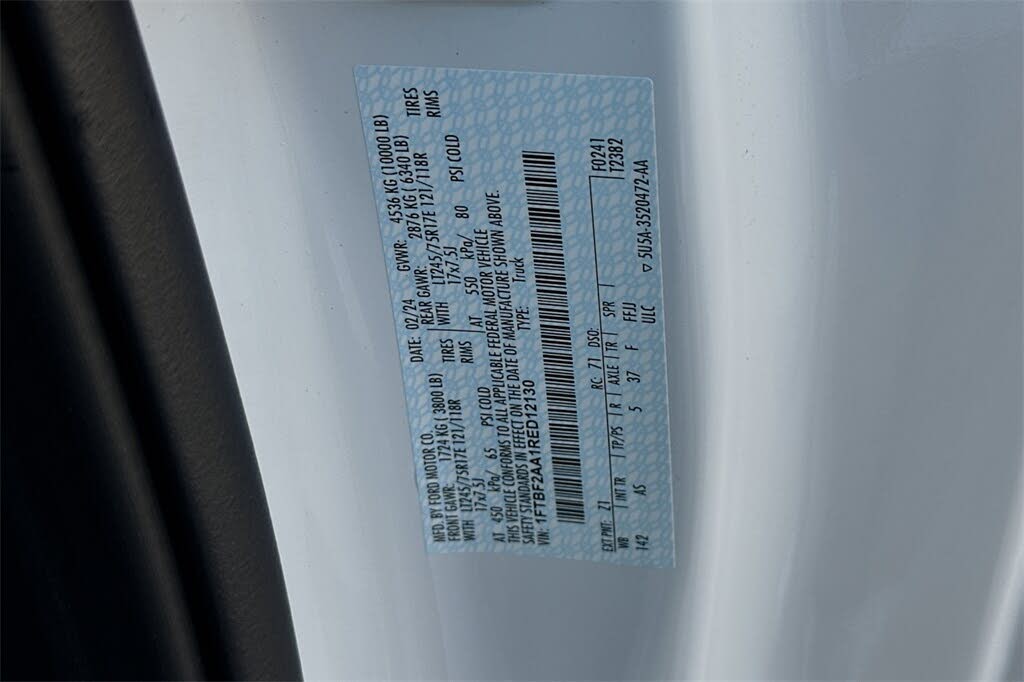 MFD. BY FORD MOTOR CO.
DATE: 02/24 GVWR: 4536 KG (10000 LB)
FRONT GAWR: 1724 KG ( 3800 LB) REAR GAWR: 2876 KG ( 6340 LB)
WITH LT245/75R17E 121/118R TIRES WITH LT245/75R17E 121/118R TIRES
17x7.5J RIMS 17x7.5J RIMS
AT 450 kPa/ 65 PSI COLD AT 550 kPa/ 80 PSI COLD
THIS VEHICLE CONFORMS TO ALL APPLICABLE FEDERAL MOTOR VEHICLE
SAFETY STANDARDS IN EFFECT ON THE DATE OF MANUFACTURE SHOWN ABOVE.
VIN: 1FTBF2AA1RED12130 TYPE: Truck
EXT PNT: Z1 RC: 71 DSO: F0241
WB INT TR TP/PS R AXLE TR SPR T2382
142 AS 5 37 F FFJJ
ULC ▽ 5U5A-3520472-AA